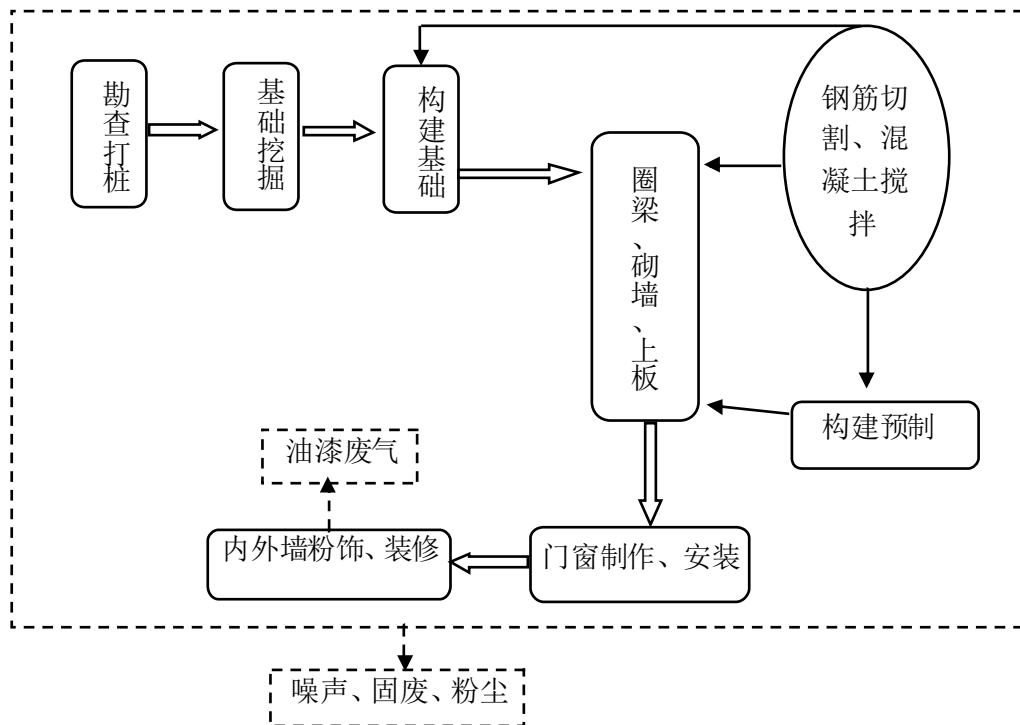 勘查打桩
基础挖掘
构建基础
钢筋切
割、混
凝土搅
拌
圈梁、砌墙、上板
构建预制
油漆废气
内外墙粉饰、装修
门窗制作、安装
噪声、固废、粉尘